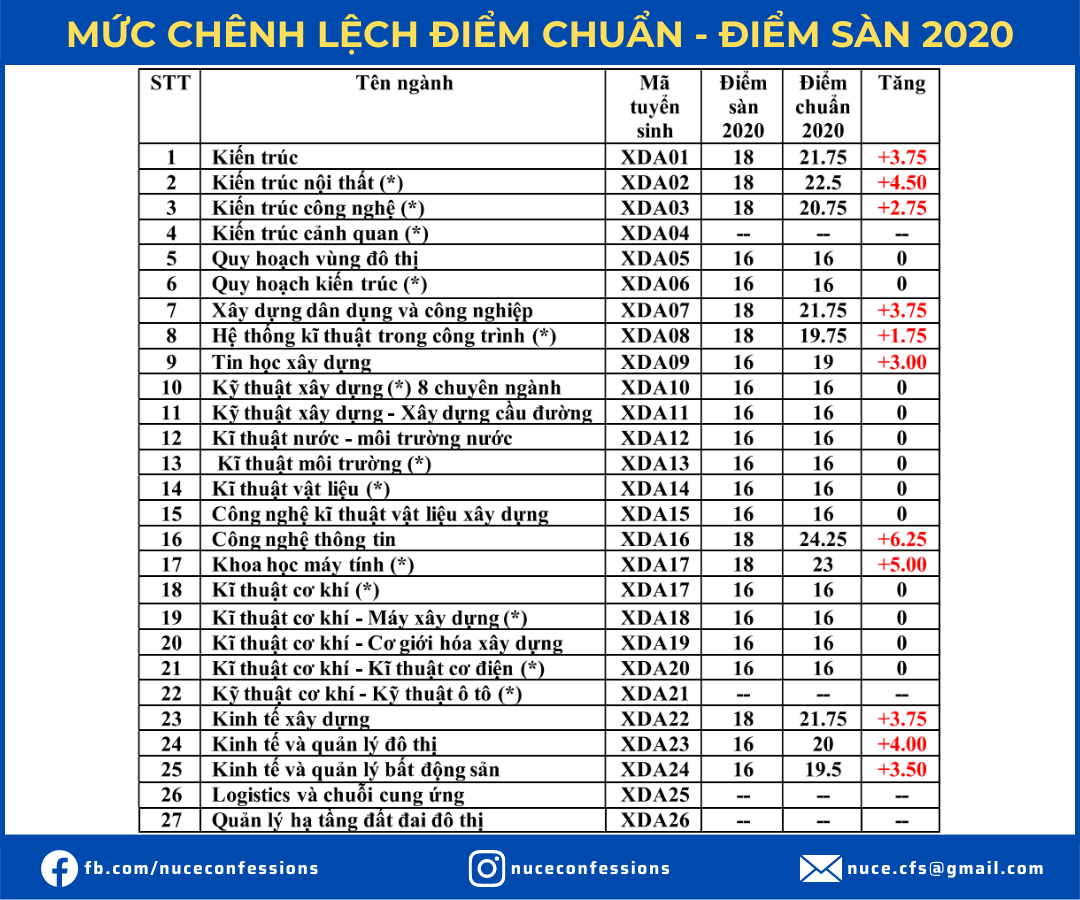 MỨC CHÊNH LỆCH ĐIỂM CHUẨN - ĐIỂM SÀN 2020
STT Tên ngành Mã tuyển sinh Điểm sàn 2020 Điểm chuẩn 2020 Tăng
1 Kiến trúc XDA01 18 21.75 +3.75
2 Kiến trúc nội thất (*) XDA02 18 22.5 +4.50
3 Kiến trúc công nghệ (*) XDA03 18 20.75 +2.75
4 Kiến trúc cảnh quan (*) XDA04 -- -- --
5 Quy hoạch vùng đô thị XDA05 16 16 0
6 Quy hoạch kiến trúc (*) XDA06 16 16 0
7 Xây dựng dân dụng và công nghiệp XDA07 18 21.75 +3.75
8 Hệ thống kĩ thuật trong công trình (*) XDA08 18 19.75 +1.75
9 Tin học xây dựng XDA09 16 19 +3.00
10 Kỹ thuật xây dựng (*) 8 chuyên ngành XDA10 16 16 0
11 Kỹ thuật xây dựng - Xây dựng cầu đường XDA11 16 16 0
12 Kĩ thuật nước - môi trường nước XDA12 16 16 0
13 Kĩ thuật môi trường (*) XDA13 16 16 0
14 Kĩ thuật vật liệu (*) XDA14 16 16 0
15 Công nghệ kĩ thuật vật liệu xây dựng XDA15 16 16 0
16 Công nghệ thông tin XDA16 18 24.25 +6.25
17 Khoa học máy tính (*) XDA17 18 23 +5.00
18 Kĩ thuật cơ khí (*) XDA17 16 16 0
19 Kĩ thuật cơ khí - Máy xây dựng (*) XDA18 16 16 0
20 Kĩ thuật cơ khí - Cơ giới hóa xây dựng XDA19 16 16 0
21 Kĩ thuật cơ khí - Kĩ thuật cơ điện (*) XDA20 16 16 0
22 Kỹ thuật cơ khí - Kỹ thuật ô tô (*) XDA21 -- -- --
23 Kinh tế xây dựng XDA22 18 21.75 +3.75
24 Kinh tế và quản lý đô thị XDA23 16 20 +4.00
25 Kinh tế và quản lý bất động sản XDA24 16 19.5 +3.50
26 Logistics và chuỗi cung ứng XDA25 -- -- --
27 Quản lý hạ tầng đất đai đô thị XDA26 -- -- --
fb.com/nuceconfessions nuceconfessions nuce.cfs@gmail.com